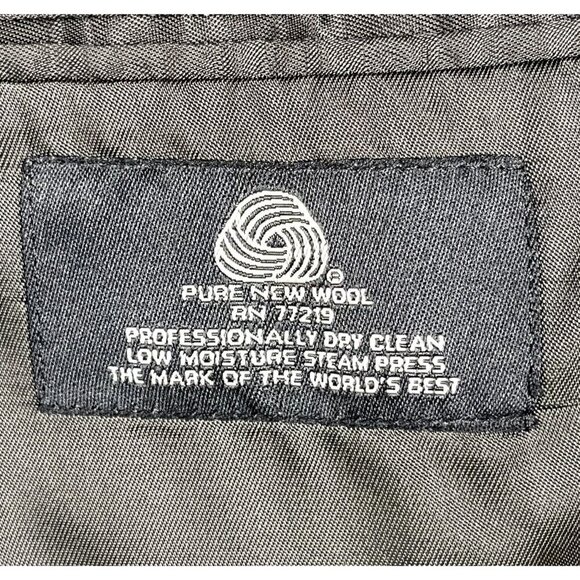 ®
PURE NEW WOOL
RN 77219
PROFESSIONALLY DRY CLEAN
LOW MOISTURE STEAM PRESS
THE MARK OF THE WORLD'S BEST